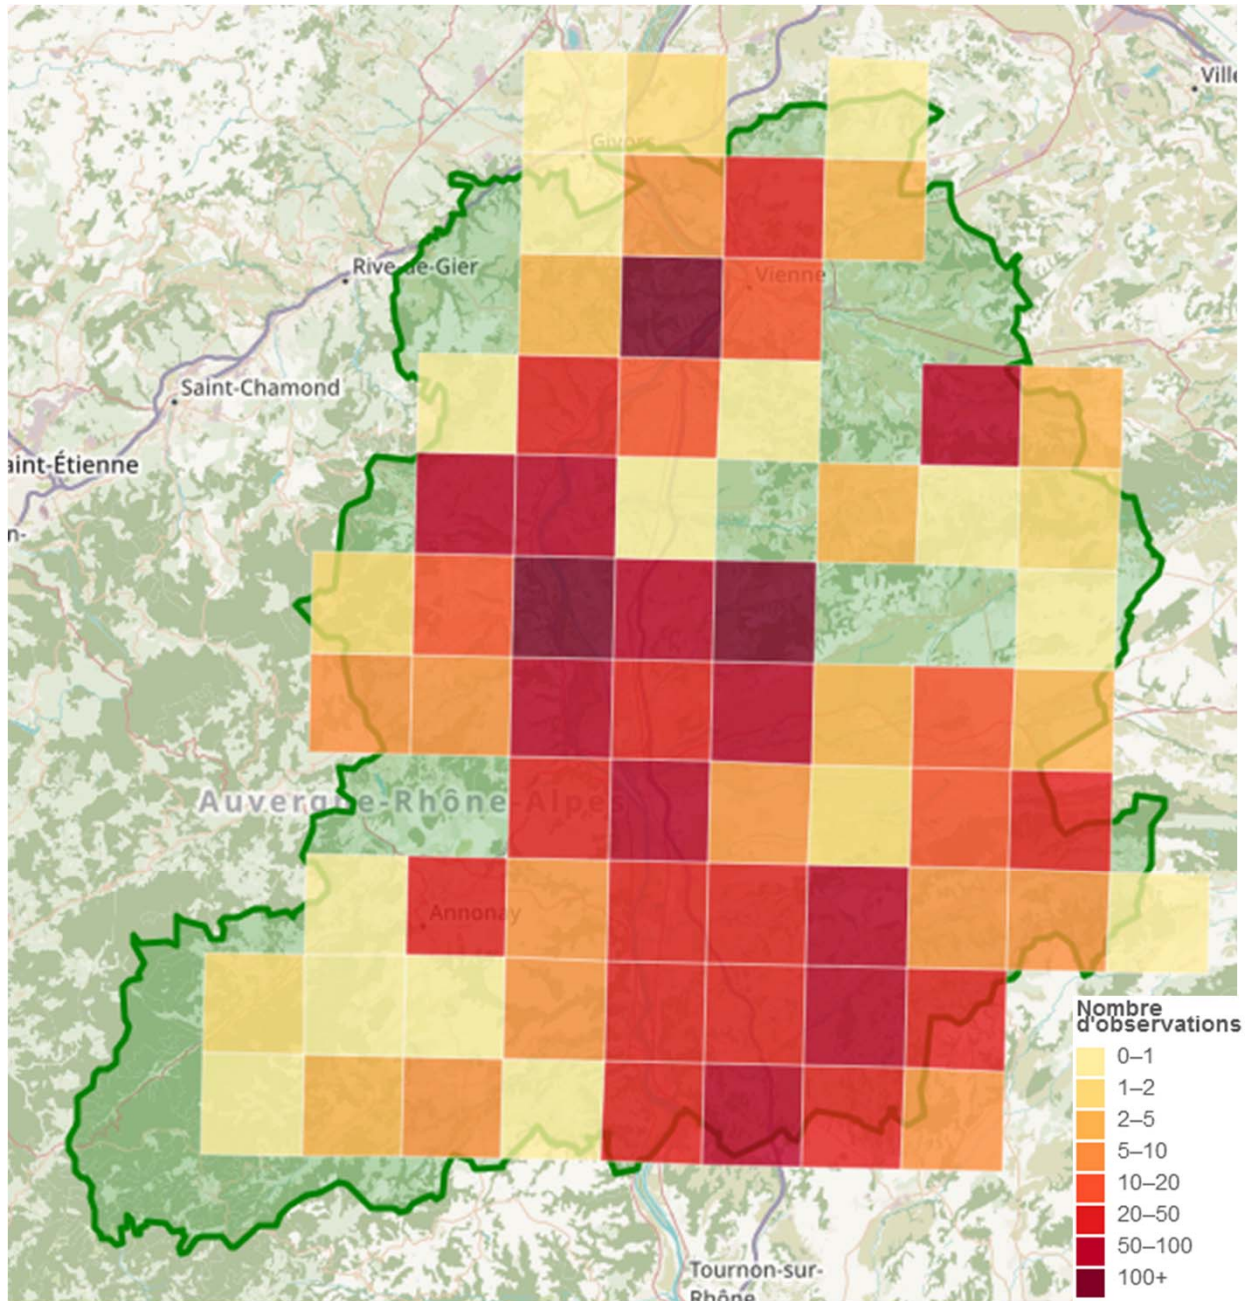 Ville
Givors
Rive-de-Gier
Vienne
Saint-Chamond
aint-Étienne
n-
Auvergne-Rhône-Alpes
Annonay
Nombre
d'observations
0–1
1–2
2–5
5–10
10–20
20–50
50–100
100+
Tournon-sur-
Rhône